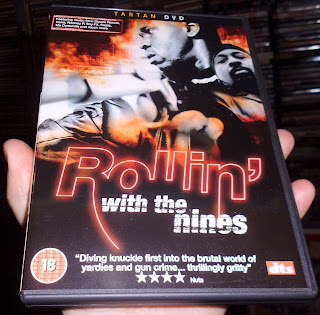 TARTAN DVD
Rollin'
with the
nines
18
"Diving knuckle first into the brutal world of
yardies and gun crime... thrillingly gritty"
★★★★ Nuts
dts